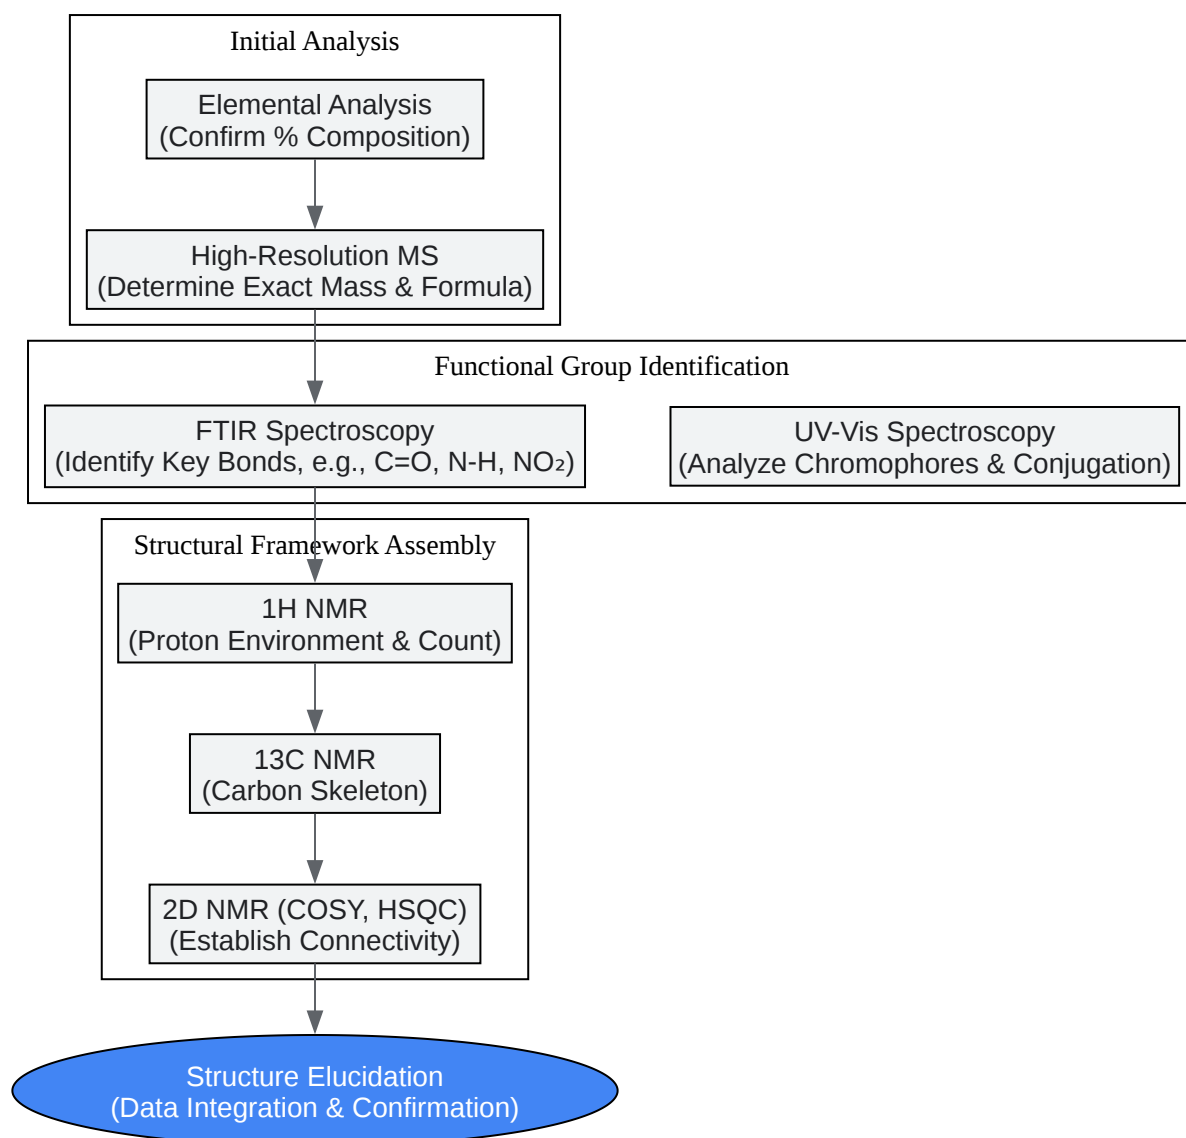 Initial Analysis
Elemental Analysis
(Confirm % Composition)
High-Resolution MS
(Determine Exact Mass & Formula)
Functional Group Identification
FTIR Spectroscopy
(Identify Key Bonds, e.g., C=O, N-H, NO₂)
UV-Vis Spectroscopy
(Analyze Chromophores & Conjugation)
Structural Framework Assembly
1H NMR
(Proton Environment & Count)
13C NMR
(Carbon Skeleton)
2D NMR (COSY, HSQC)
(Establish Connectivity)
Structure Elucidation
(Data Integration & Confirmation)